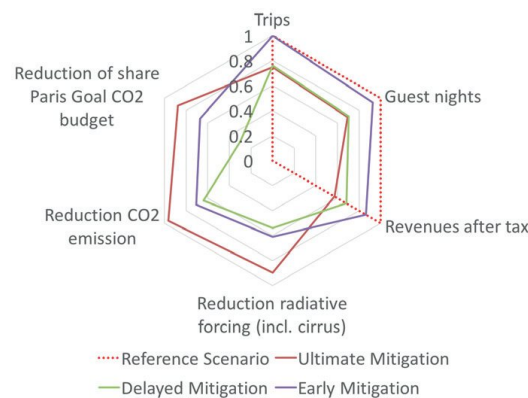 Trips
1
0.8
0.6
0.4
0.2
0
Reduction of share
Paris Goal CO2
budget
Guest nights
Reduction CO2
emission
Revenues after tax
Reduction radiative
forcing (incl. cirrus)
Reference Scenario
Ultimate Mitigation
Delayed Mitigation
Early Mitigation